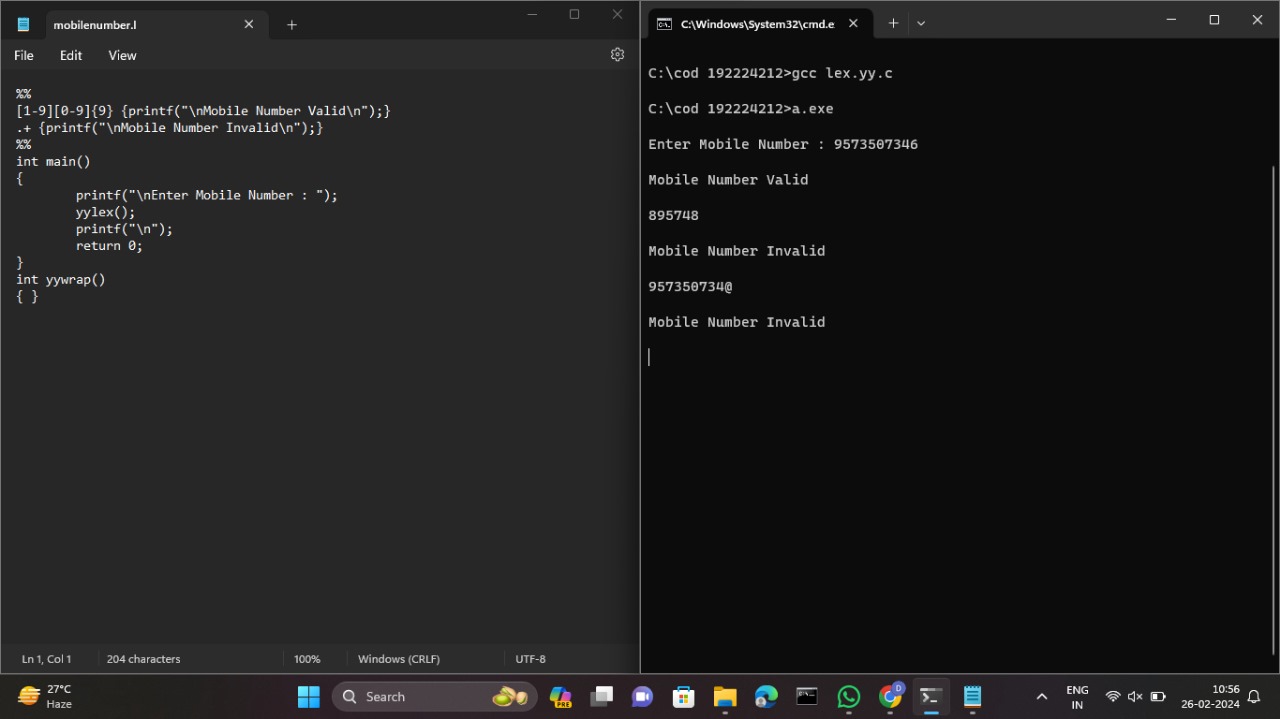 mobilenumber.l
File Edit View
%%
[1-9][0-9]{9} {printf("\nMobile Number Valid\n");}
.+ {printf("\nMobile Number Invalid\n");}
%%
int main()
{
printf("\nEnter Mobile Number : ");
yylex();
printf("\n");
return 0;
}
int yywrap()
{ }
Ln 1, Col 1 204 characters 100% Windows (CRLF) UTF-8
C:\Windows\System32\cmd.e
C:\cod 192224212>gcc lex.yy.c
C:\cod 192224212>a.exe
Enter Mobile Number : 9573507346
Mobile Number Valid
895748
Mobile Number Invalid
957350734@
Mobile Number Invalid
27°C
Haze
Search
PRE
D
ENG
IN
10:56
26-02-2024